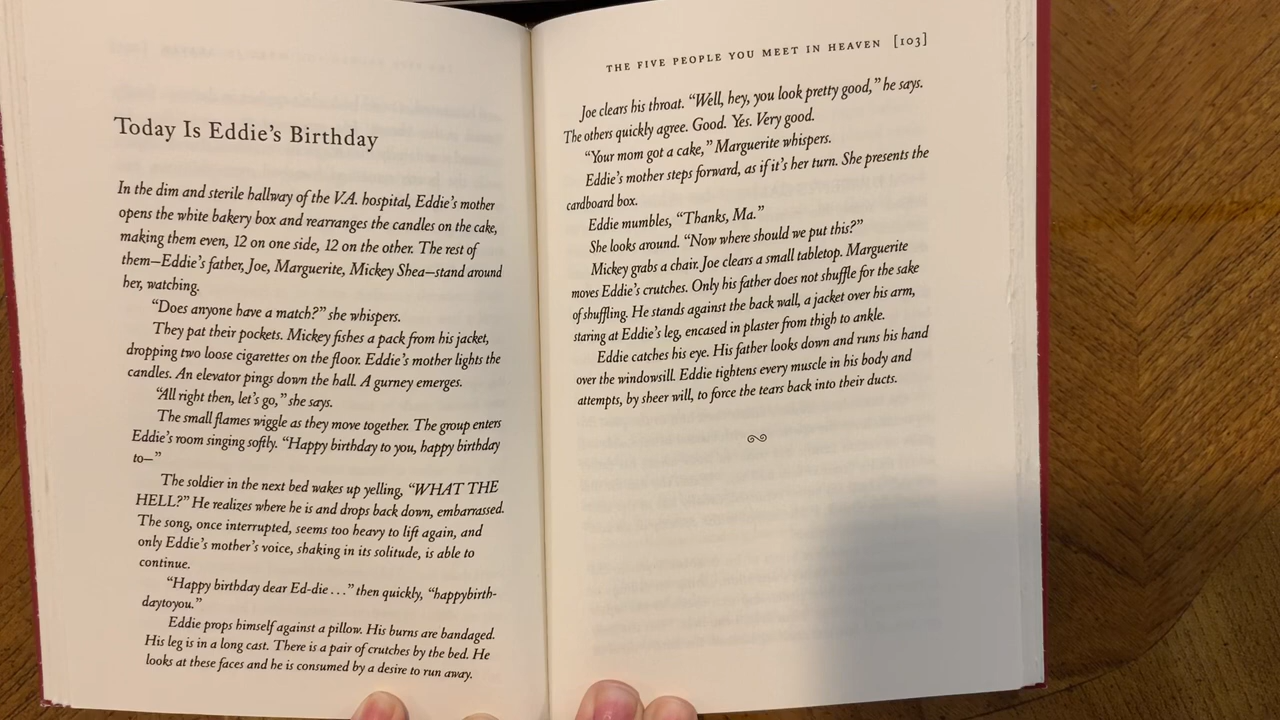 Today Is Eddie's Birthday
In the dim and sterile hallway of the V.A. hospital, Eddie's mother
opens the white bakery box and rearranges the candles on the cake,
making them even, 12 on one side, 12 on the other. The rest of
them—Eddie's father, Joe, Marguerite, Mickey Shea—stand around
her, watching.
"Does anyone have a match?" she whispers.
They pat their pockets. Mickey fishes a pack from his jacket,
dropping two loose cigarettes on the floor. Eddie's mother lights the
candles. An elevator pings down the hall. A gurney emerges.
"All right then, let's go," she says.
The small flames wiggle as they move together. The group enters
Eddie's room singing softly. "Happy birthday to you, happy birthday
to—"
The soldier in the next bed wakes up yelling, "WHAT THE
HELL?" He realizes where he is and drops back down, embarrassed.
The song, once interrupted, seems too heavy to lift again, and
only Eddie's mother's voice, shaking in its solitude, is able to
continue.
"Happy birthday dear Ed-die . . ." then quickly, "happybirth-
daytoyou."
Eddie props himself against a pillow. His burns are bandaged.
His leg is in a long cast. There is a pair of crutches by the bed. He
looks at these faces and he is consumed by a desire to run away.
THE FIVE PEOPLE YOU MEET IN HEAVEN [103]
Joe clears his throat. "Well, hey, you look pretty good," he says.
The others quickly agree. Good. Yes. Very good.
"Your mom got a cake," Marguerite whispers.
Eddie's mother steps forward, as if it's her turn. She presents the
cardboard box.
Eddie mumbles, "Thanks, Ma."
She looks around. "Now where should we put this?"
Mickey grabs a chair. Joe clears a small tabletop. Marguerite
moves Eddie's crutches. Only his father does not shuffle for the sake
of shuffling. He stands against the back wall, a jacket over his arm,
staring at Eddie's leg, encased in plaster from thigh to ankle.
Eddie catches his eye. His father looks down and runs his hand
over the windowsill. Eddie tightens every muscle in his body and
attempts, by sheer will, to force the tears back into their ducts.